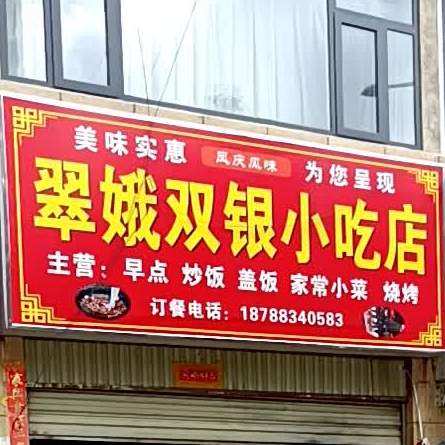 美味实惠 凤庆瓜味 为您呈现
翠娥双银小吃店
主营：早点 炒饭 盖饭 家常小菜 烧烤
订餐电话：18788340583